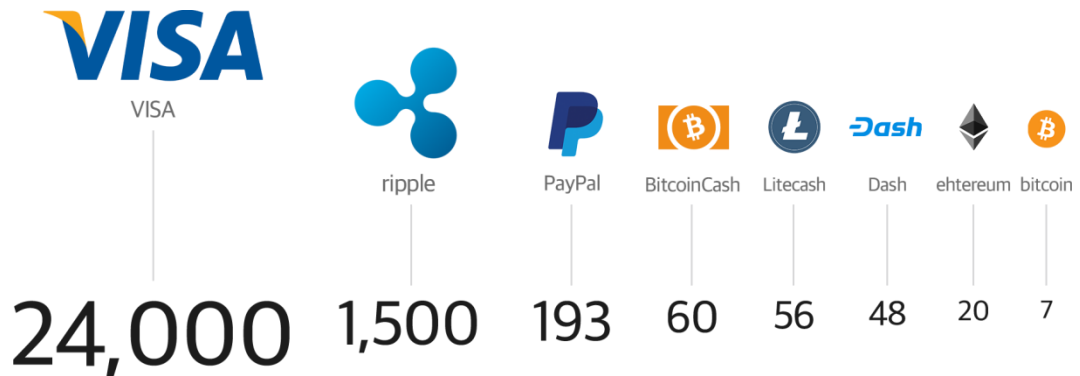 VISA
VISA
ripple
PayPal
BitcoinCash
Litecash
Dash
Dash
ehtereum
bitcoin
24,000
1,500
193
60
56
48
20
7